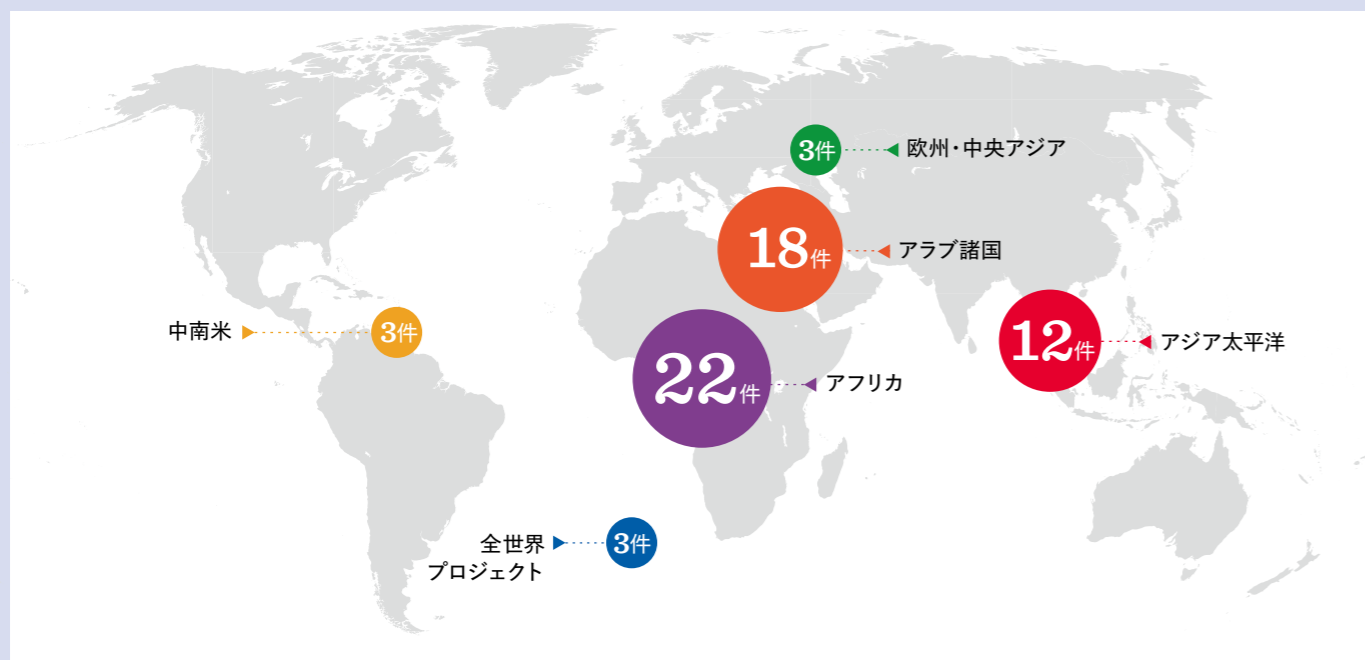 3件
欧州・中央アジア
18件
アラブ諸国
中南米
3件
12件
アジア太平洋
22件
アフリカ
全世界
プロジェクト
3件